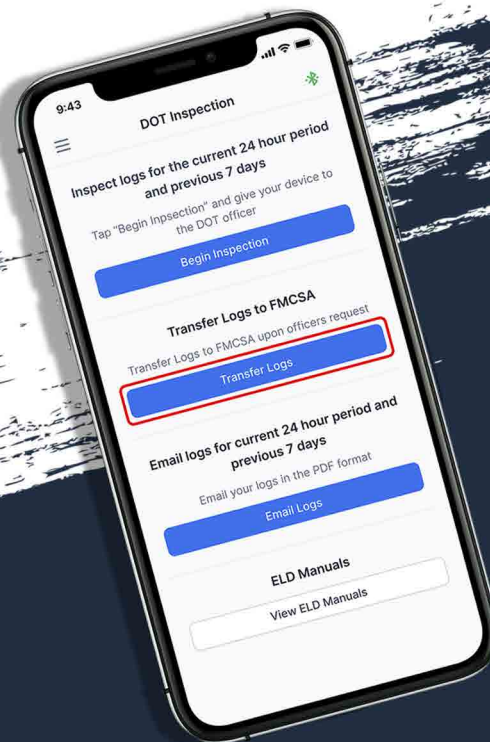 9:43
DOT Inspection
Inspect logs for the current 24 hour period
and previous 7 days
Tap "Begin Inpsection" and give your device to
the DOT officer
Begin Inspection
Transfer Logs to FMCSA
Transfer Logs to FMCSA upon officers request
Transfer Logs
Email logs for current 24 hour period and
previous 7 days
Email your logs in the PDF format
Email Logs
ELD Manuals
View ELD Manuals